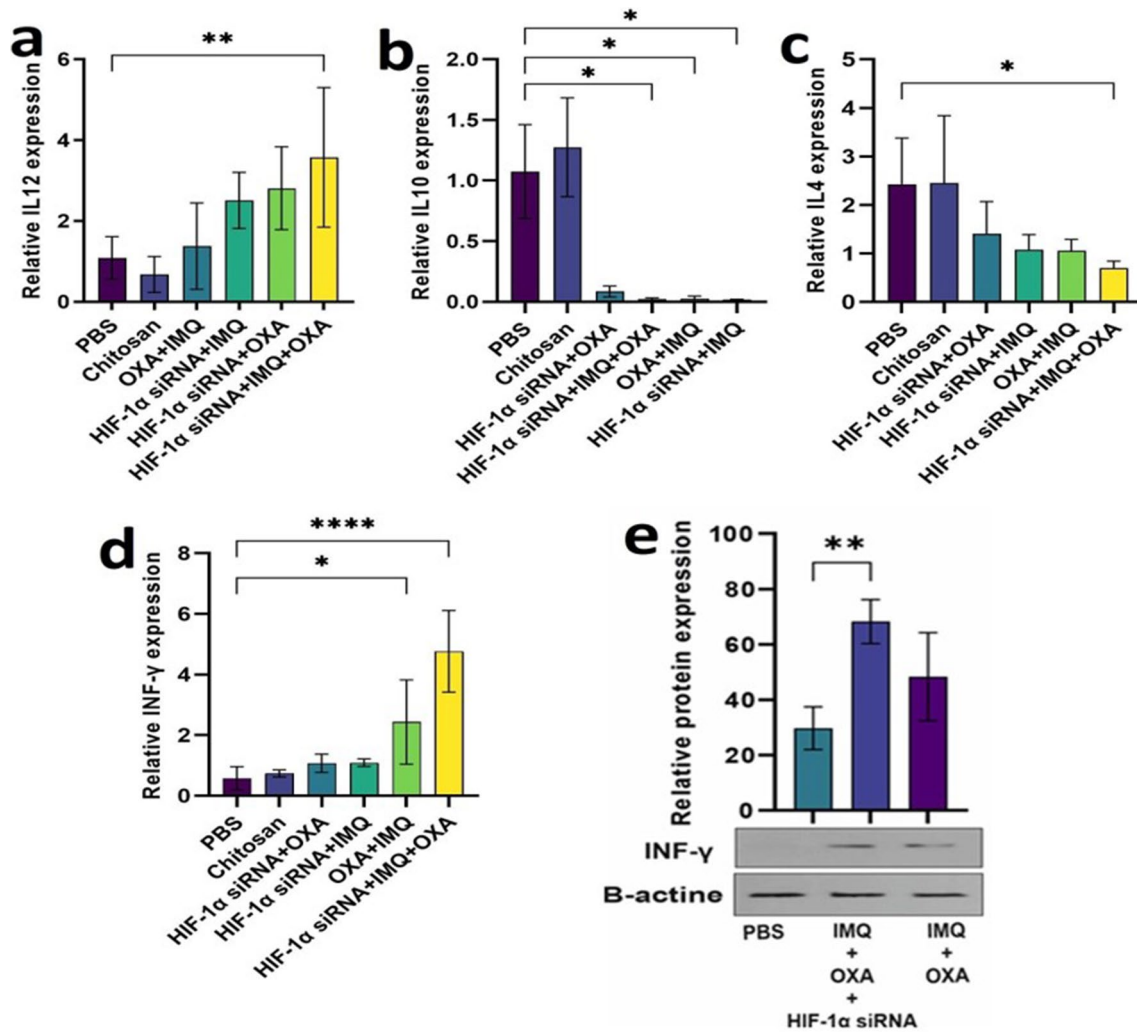 a
**
Relative IL12 expression
6
4
2
0
PBS
Chitosan
OXA+IMQ
HIF-1α siRNA+IMQ
HIF-1α siRNA+OXA
HIF-1α siRNA+IMQ+OXA
b
*
*
*
Relative IL10 expression
2.0
1.5
1.0
0.5
0.0
PBS
Chitosan
HIF-1α siRNA+OXA
HIF-1α siRNA+IMQ+OXA
OXA+IMQ
HIF-1α siRNA+IMQ
c
*
Relative IL4 expression
5
4
3
2
1
0
PBS
Chitosan
HIF-1α siRNA+OXA
HIF-1α siRNA+IMQ
OXA+IMQ
HIF-1α siRNA+IMQ+OXA
d
****
*
Relative INF-γ expression
8
6
4
2
0
PBS
Chitosan
HIF-1α siRNA+OXA
HIF-1α siRNA+IMQ
OXA+IMQ
HIF-1α siRNA+IMQ+OXA
e
**
Relative protein expression
100
80
60
40
20
0
INF-γ
B-actine
PBS
IMQ
+
OXA
+
HIF-1α siRNA
IMQ
+
OXA